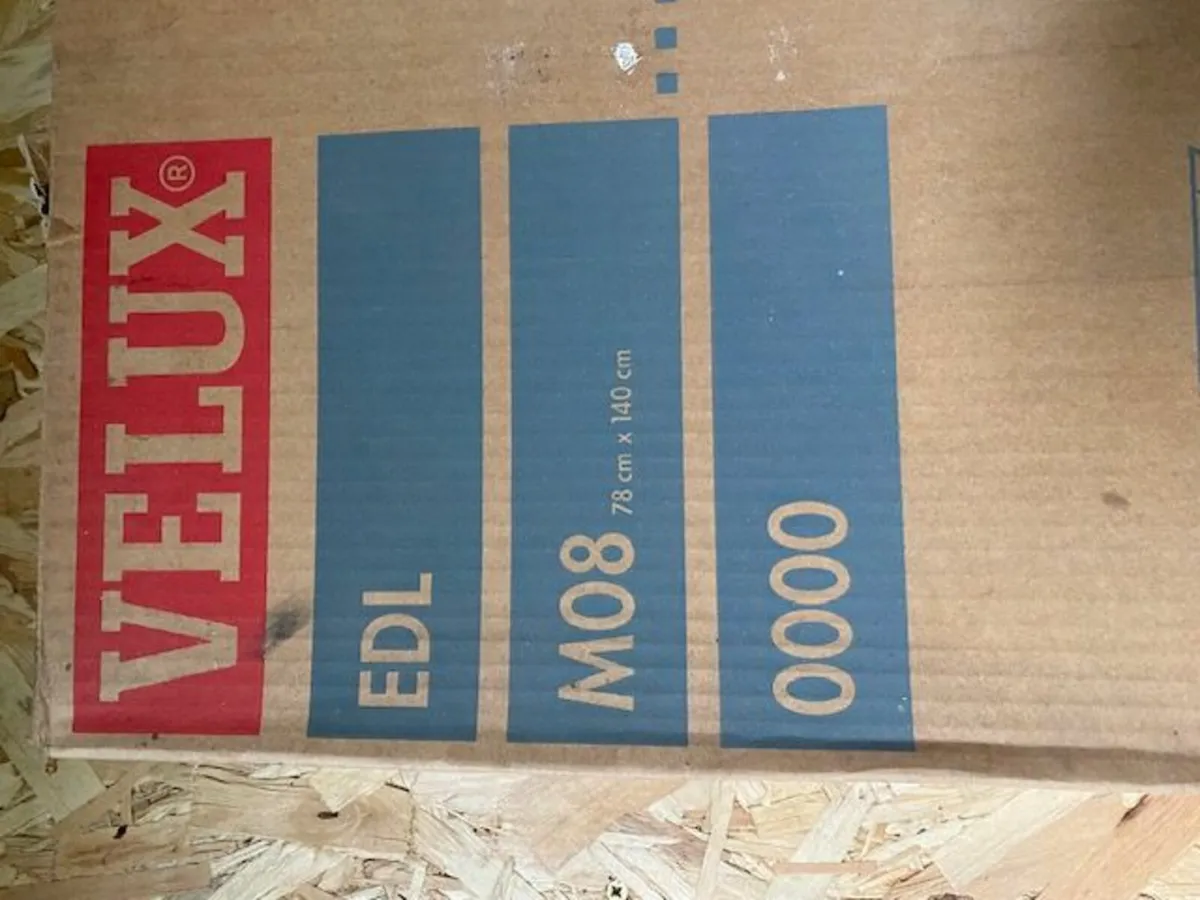 VELUX®
EDL
M08 78 cm x 140 cm
0000